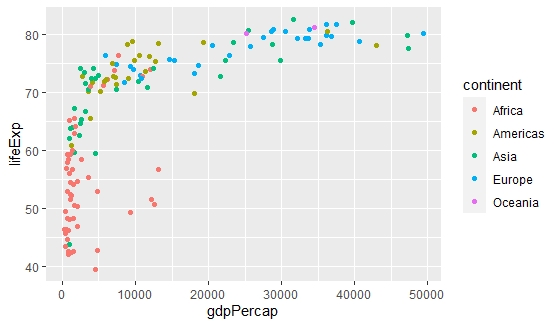 80
70
60
50
40
lifeExp
0 10000 20000 30000 40000 50000
gdpPercap
continent
Africa
Americas
Asia
Europe
Oceania